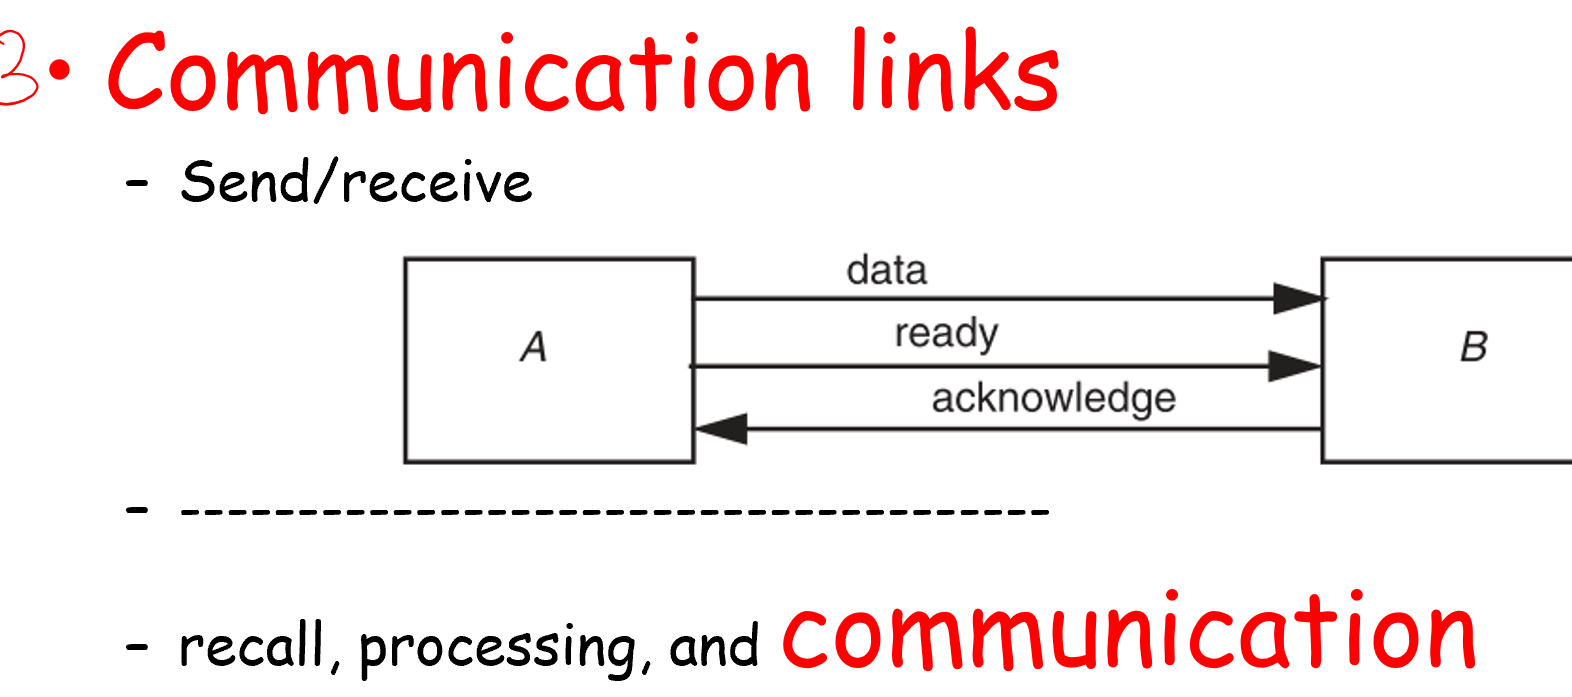 3• Communication links
– Send/receive
data
ready
A
B
acknowledge
– -------------------------------------
– recall, processing, and communication